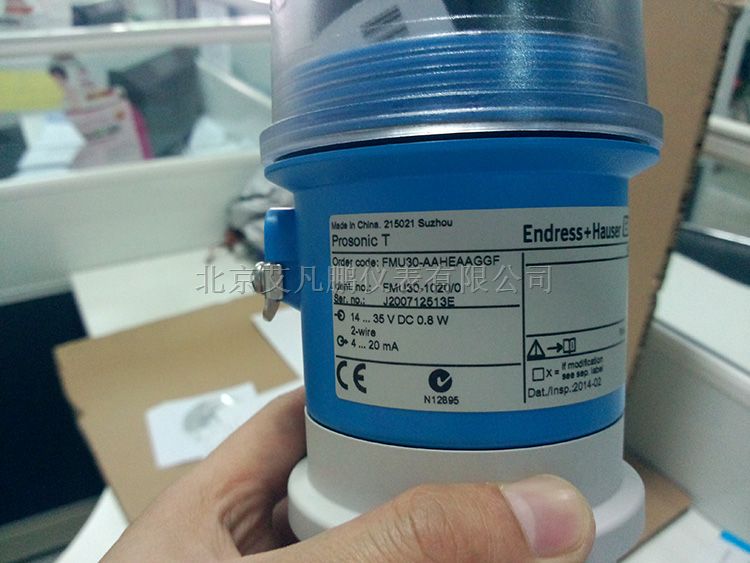 Made in China, 215021 Suzhou
Prosonic T
Endress+Hauser
Order code: FMU30-AAHEAAGGF
北京艾凡鹏仪表有限公司
FMU30-1020/0
Ser. no.: J200712513E
14 ... 35 V DC 0.8 W
2-wire
4 ... 20 mA
CE
N12895
if modification
x = see sep. label
Dat./Insp.:2014-02